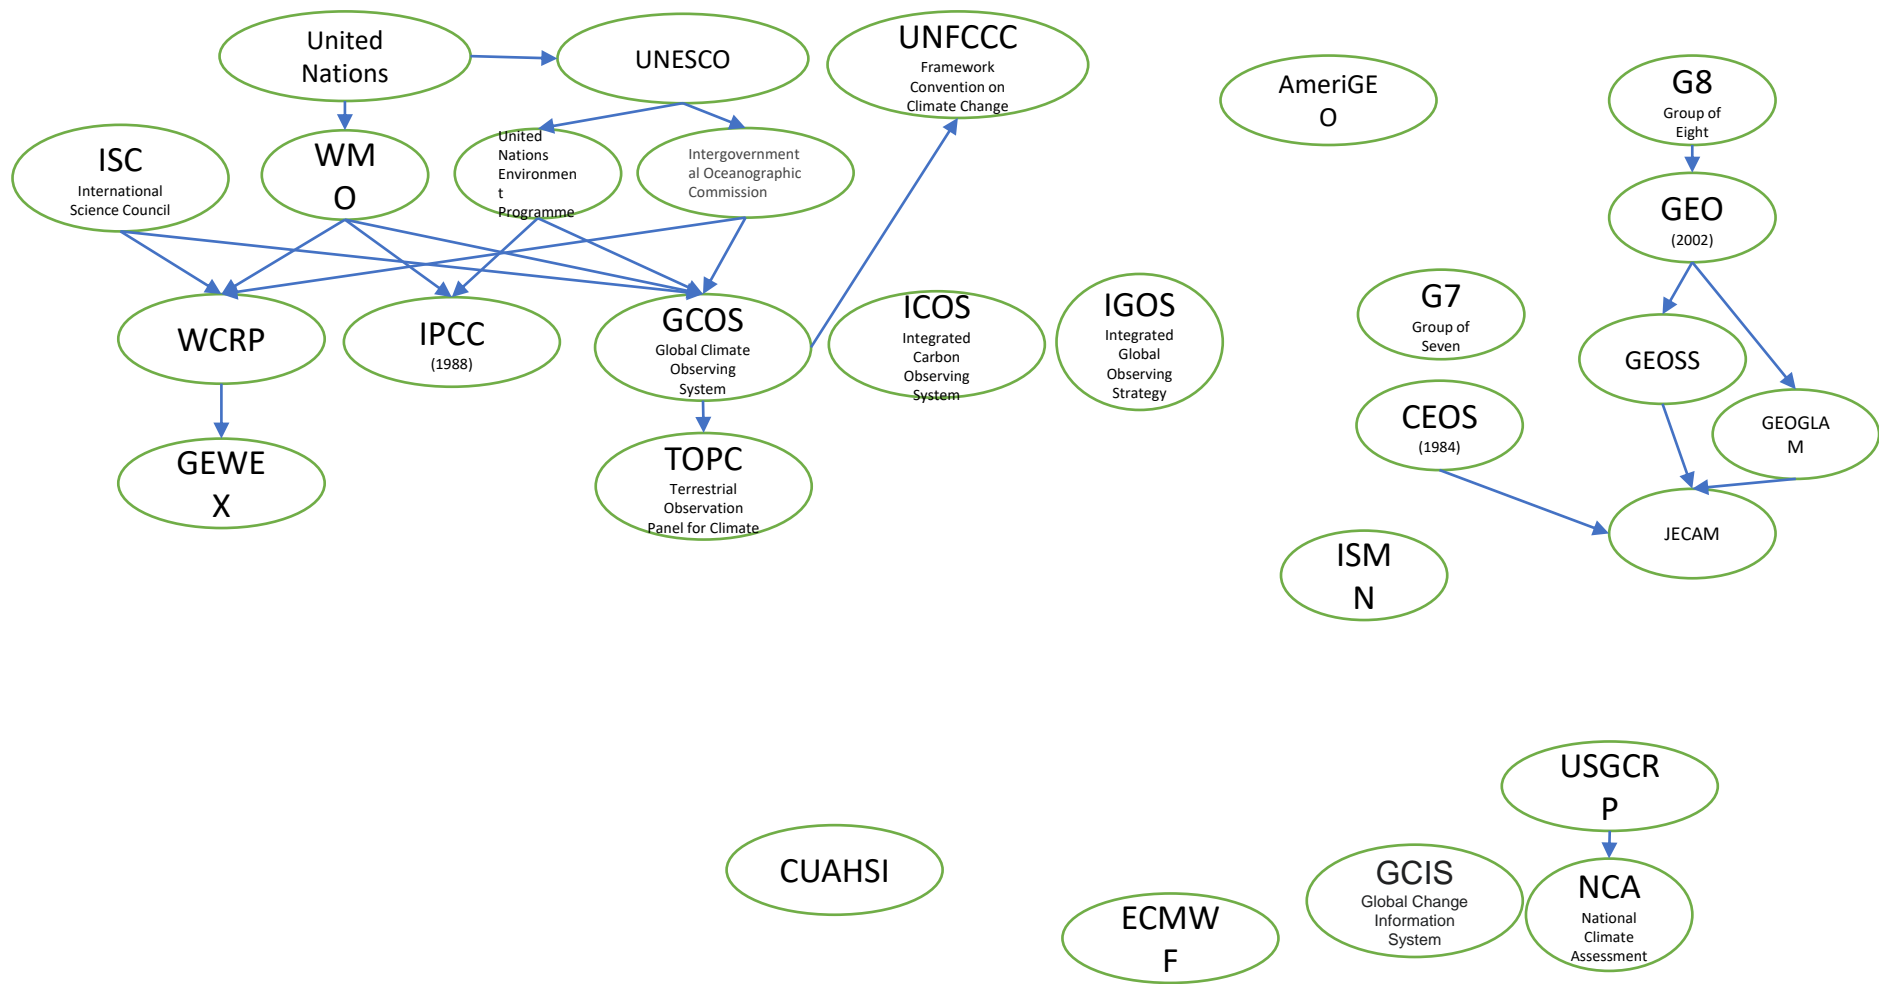 United
Nations
UNESCO
UNFCCC
Framework
Convention on
Climate Change
AmeriGE
O
G8
Group of
Eight
ISC
International
Science Council
WM
O
United
Nations
Environmen
t
Programme
Intergovernment
al Oceanographic
Commission
GEO
(2002)
WCRP
IPCC
(1988)
GCOS
Global Climate
Observing
System
ICOS
Integrated
Carbon
Observing
System
IGOS
Integrated
Global
Observing
Strategy
G7
Group of
Seven
GEOSS
CEOS
(1984)
GEOGLA
M
GEWE
X
TOPC
Terrestrial
Observation
Panel for Climate
JECAM
ISM
N
USGCR
P
CUAHSI
ECMW
F
GCIS
Global Change
Information
System
NCA
National
Climate
Assessment